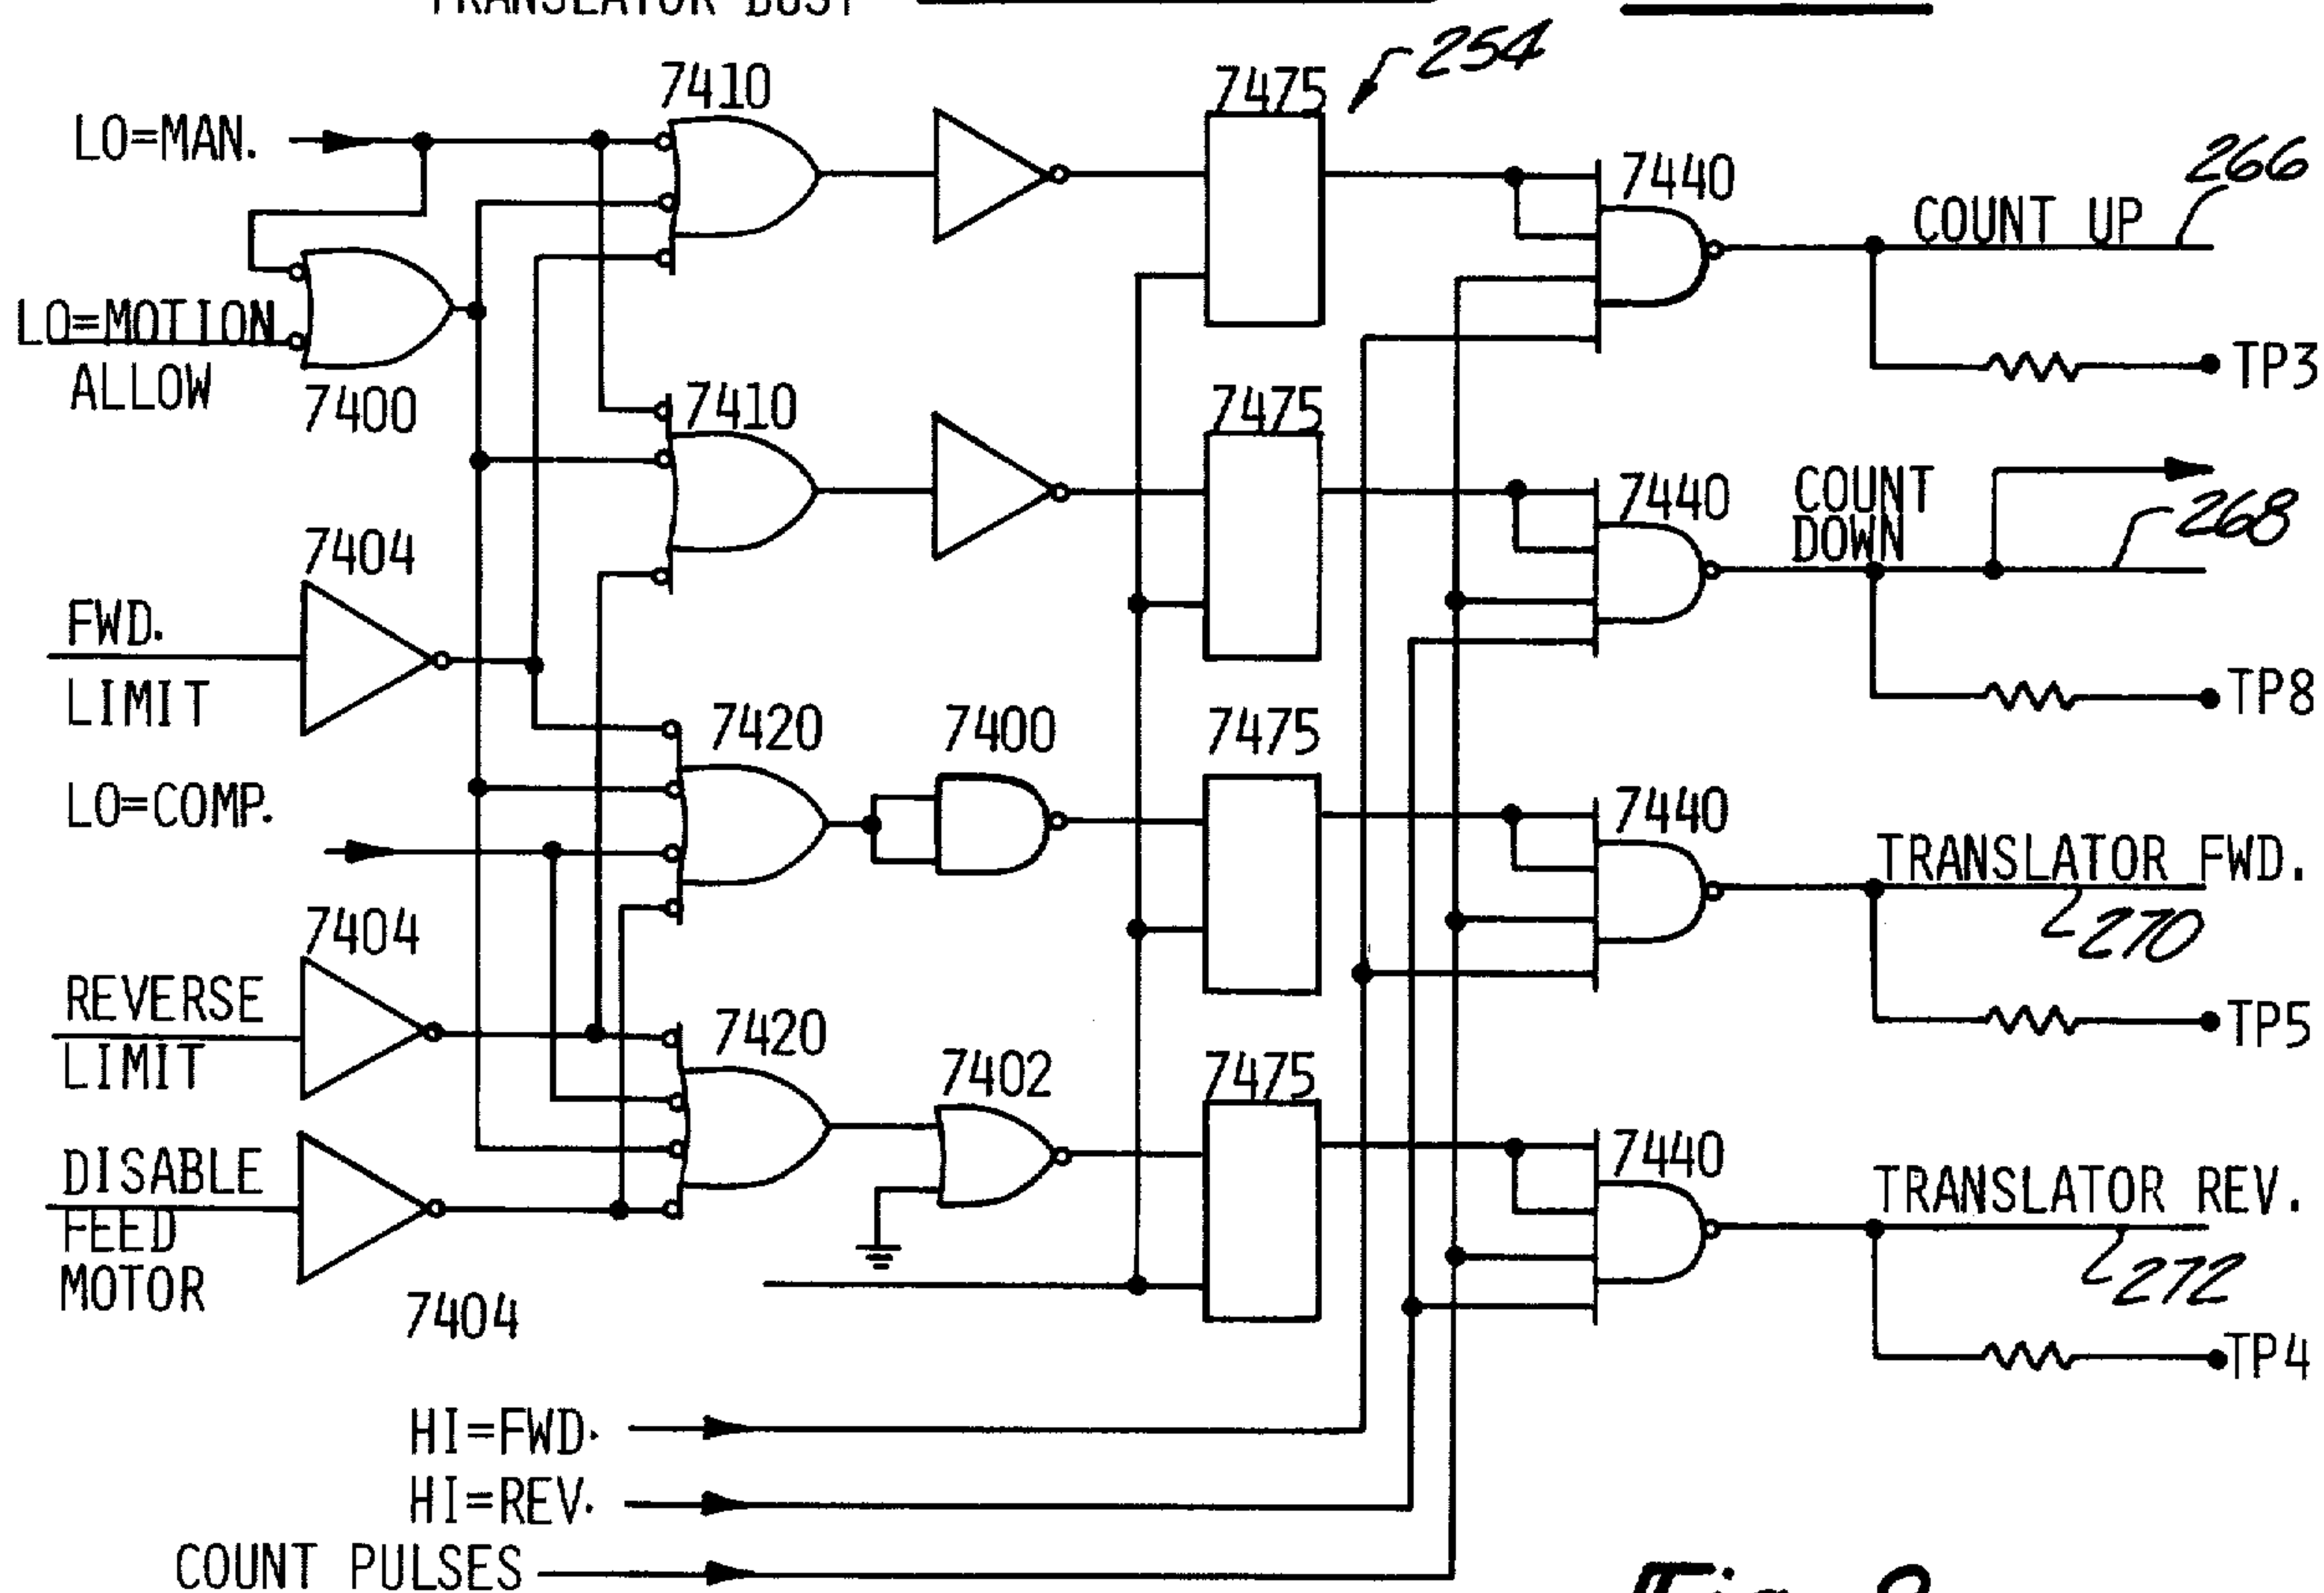 TRANSLATOR BUSY
254
7410
7475
LO=MAN.
7440
266
COUNT UP
LO=MOTION
ALLOW
7400
TP3
7410
7475
7404
7440
COUNT
DOWN
268
FWD.
LIMIT
TP8
7420
7400
7475
LO=COMP.
7440
TRANSLATOR FWD.
270
7404
REVERSE
LIMIT
TP5
7420
7402
7475
7440
DISABLE
FEED
MOTOR
TRANSLATOR REV.
272
7404
TP4
HI=FWD.
HI=REV.
COUNT PULSES